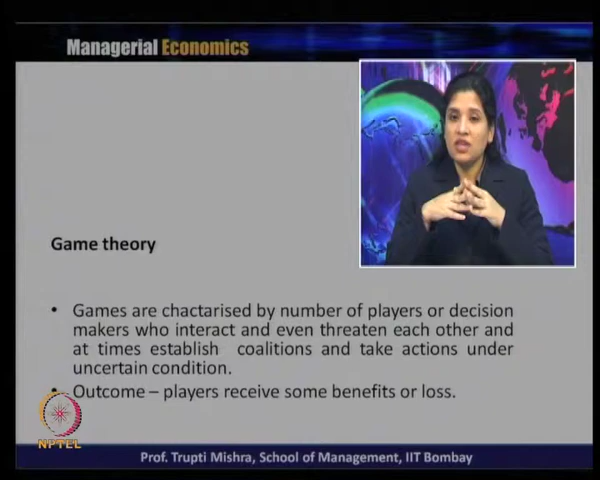 Managerial Economics
Game theory
• Games are chactarised by number of players or decision
makers who interact and even threaten each other and
at times establish coalitions and take actions under
uncertain condition.
• Outcome – players receive some benefits or loss.
NPTEL
Prof. Trupti Mishra, School of Management, IIT Bombay